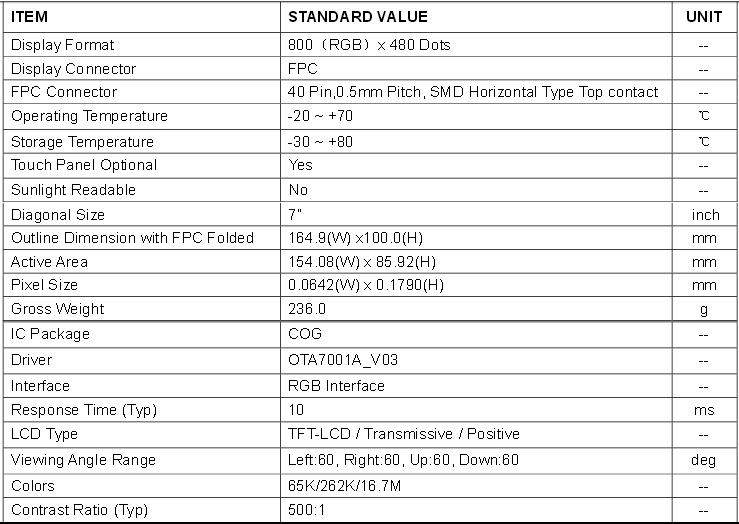 ITEM STANDARD VALUE UNIT
Display Format 800（RGB）x 480 Dots --
Display Connector FPC --
FPC Connector 40 Pin,0.5mm Pitch, SMD Horizontal Type Top contact --
Operating Temperature -20 ~ +70 ℃
Storage Temperature -30 ~ +80 ℃
Touch Panel Optional Yes --
Sunlight Readable No --
Diagonal Size 7" inch
Outline Dimension with FPC Folded 164.9(W) x100.0(H) mm
Active Area 154.08(W) x 85.92(H) mm
Pixel Size 0.0642(W) x 0.1790(H) mm
Gross Weight 236.0 g
IC Package COG --
Driver OTA7001A_V03 --
Interface RGB Interface --
Response Time (Typ) 10 ms
LCD Type TFT-LCD / Transmissive / Positive --
Viewing Angle Range Left:60, Right:60, Up:60, Down:60 deg
Colors 65K/262K/16.7M --
Contrast Ratio (Typ) 500:1 --